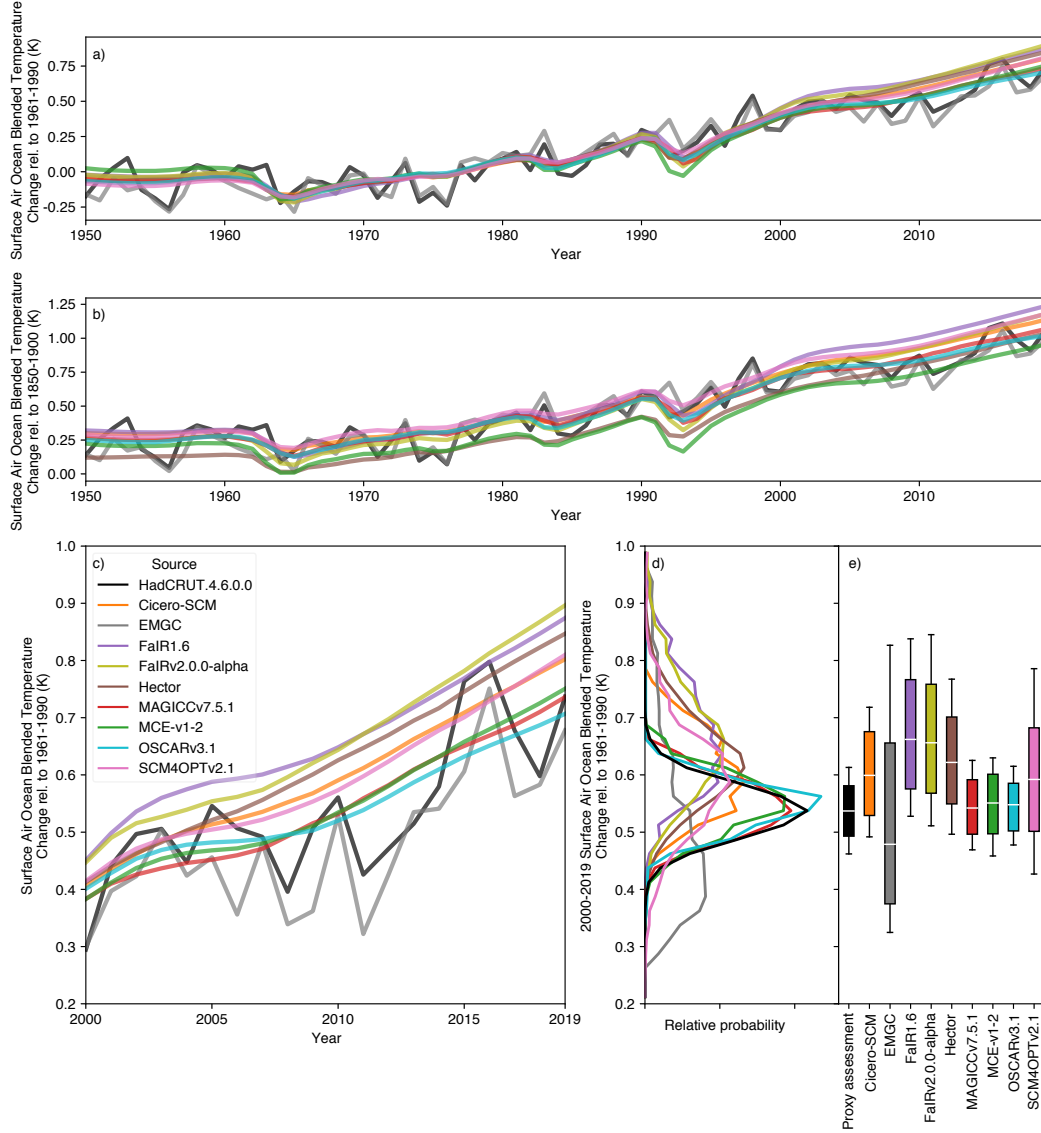 Surface Air Ocean Blended Temperature
Change rel. to 1961-1990 (K)
a)
0.75
0.50
0.25
0.00
-0.25
1950
1960
1970
1980
1990
2000
2010
Year
Surface Air Ocean Blended Temperature
Change rel. to 1850-1900 (K)
b)
1.25
1.00
0.75
0.50
0.25
0.00
1950
1960
1970
1980
1990
2000
2010
Year
Surface Air Ocean Blended Temperature
Change rel. to 1961-1990 (K)
c)
1.0
0.9
0.8
0.7
0.6
0.5
0.4
0.3
0.2
Source
HadCRUT.4.6.0.0
Cicero-SCM
EMGC
FaIR1.6
FaIRv2.0.0-alpha
Hector
MAGICCv7.5.1
MCE-v1-2
OSCARv3.1
SCM4OPTv2.1
2000
2005
2010
2015
2019
Year
2000-2019 Surface Air Ocean Blended Temperature
Change rel. to 1961-1990 (K)
d)
1.0
0.9
0.8
0.7
0.6
0.5
0.4
0.3
0.2
Relative probability
e)
Proxy assessment
Cicero-SCM
EMGC
FaIR1.6
FaIRv2.0.0-alpha
Hector
MAGICCv7.5.1
MCE-v1-2
OSCARv3.1
SCM4OPTv2.1